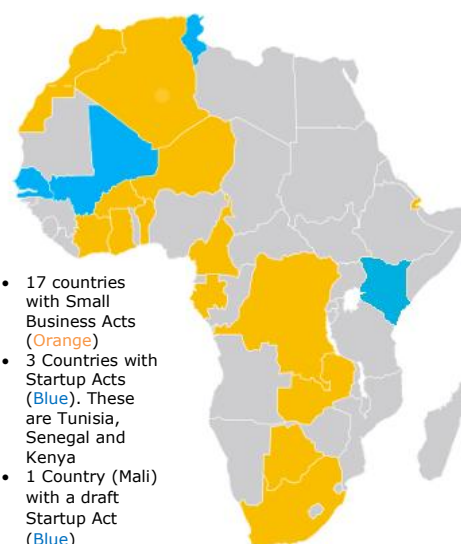 • 17 countries
with Small
Business Acts
(Orange)
• 3 Countries with
Startup Acts
(Blue). These
are Tunisia,
Senegal and
Kenya
• 1 Country (Mali)
with a draft
Startup Act
(Blue)